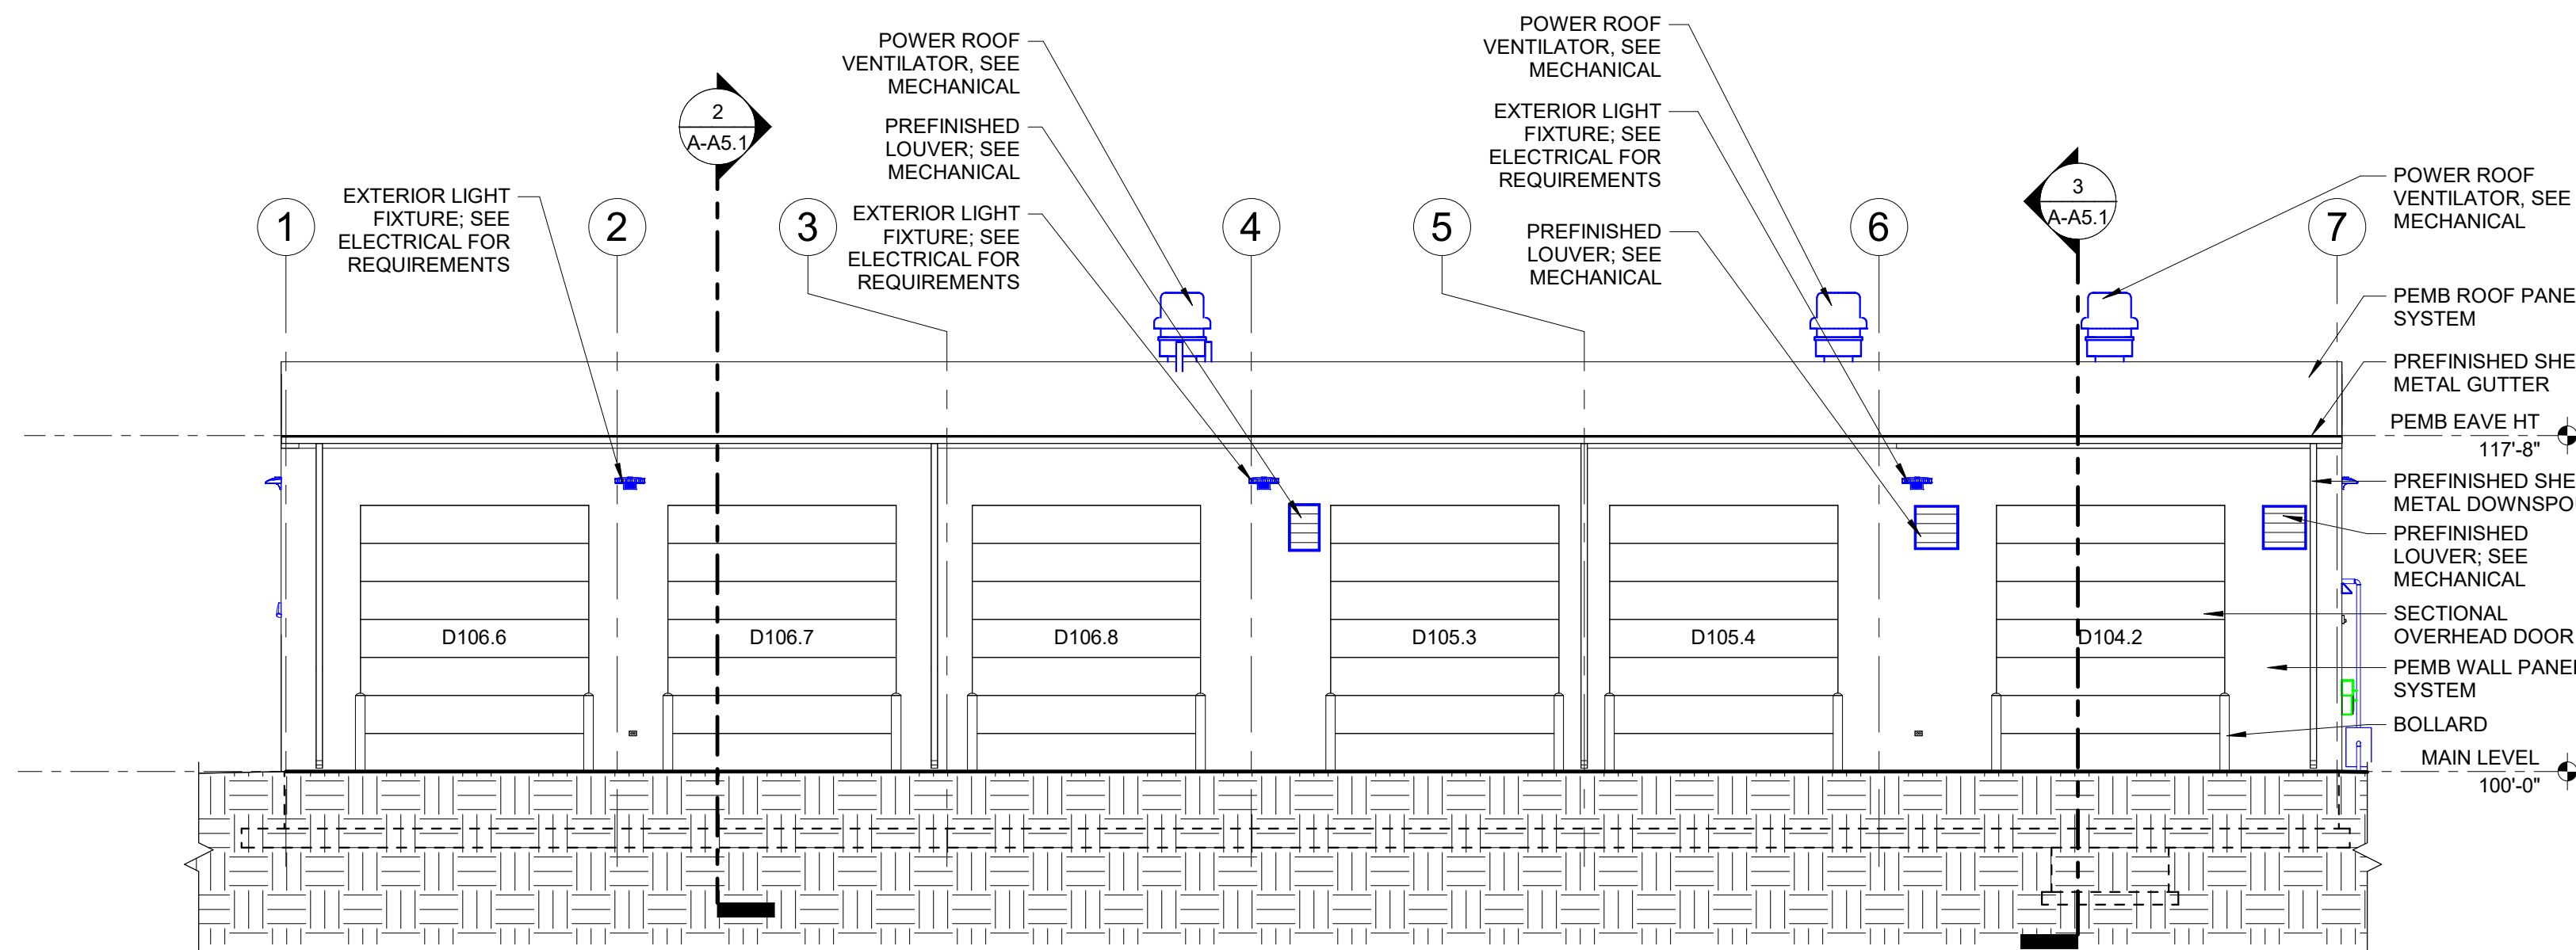 POWER ROOF
VENTILATOR, SEE
MECHANICAL
PREFINISHED
LOUVER; SEE
MECHANICAL
EXTERIOR LIGHT
FIXTURE; SEE
ELECTRICAL FOR
REQUIREMENTS
EXTERIOR LIGHT
FIXTURE; SEE
ELECTRICAL FOR
REQUIREMENTS
POWER ROOF
VENTILATOR, SEE
MECHANICAL
EXTERIOR LIGHT
FIXTURE; SEE
ELECTRICAL FOR
REQUIREMENTS
PREFINISHED
LOUVER; SEE
MECHANICAL
2
A-A5.1
3
A-A5.1
1
2
3
4
5
6
7
POWER ROOF
VENTILATOR, SEE
MECHANICAL
PEMB ROOF PANE
SYSTEM
PREFINISHED SHE
METAL GUTTER
PEMB EAVE HT
117'-8"
PREFINISHED SHE
METAL DOWNSPO
PREFINISHED
LOUVER; SEE
MECHANICAL
SECTIONAL
OVERHEAD DOOR
PEMB WALL PANEL
SYSTEM
BOLLARD
MAIN LEVEL
100'-0"
D106.6
D106.7
D106.8
D105.3
D105.4
D104.2